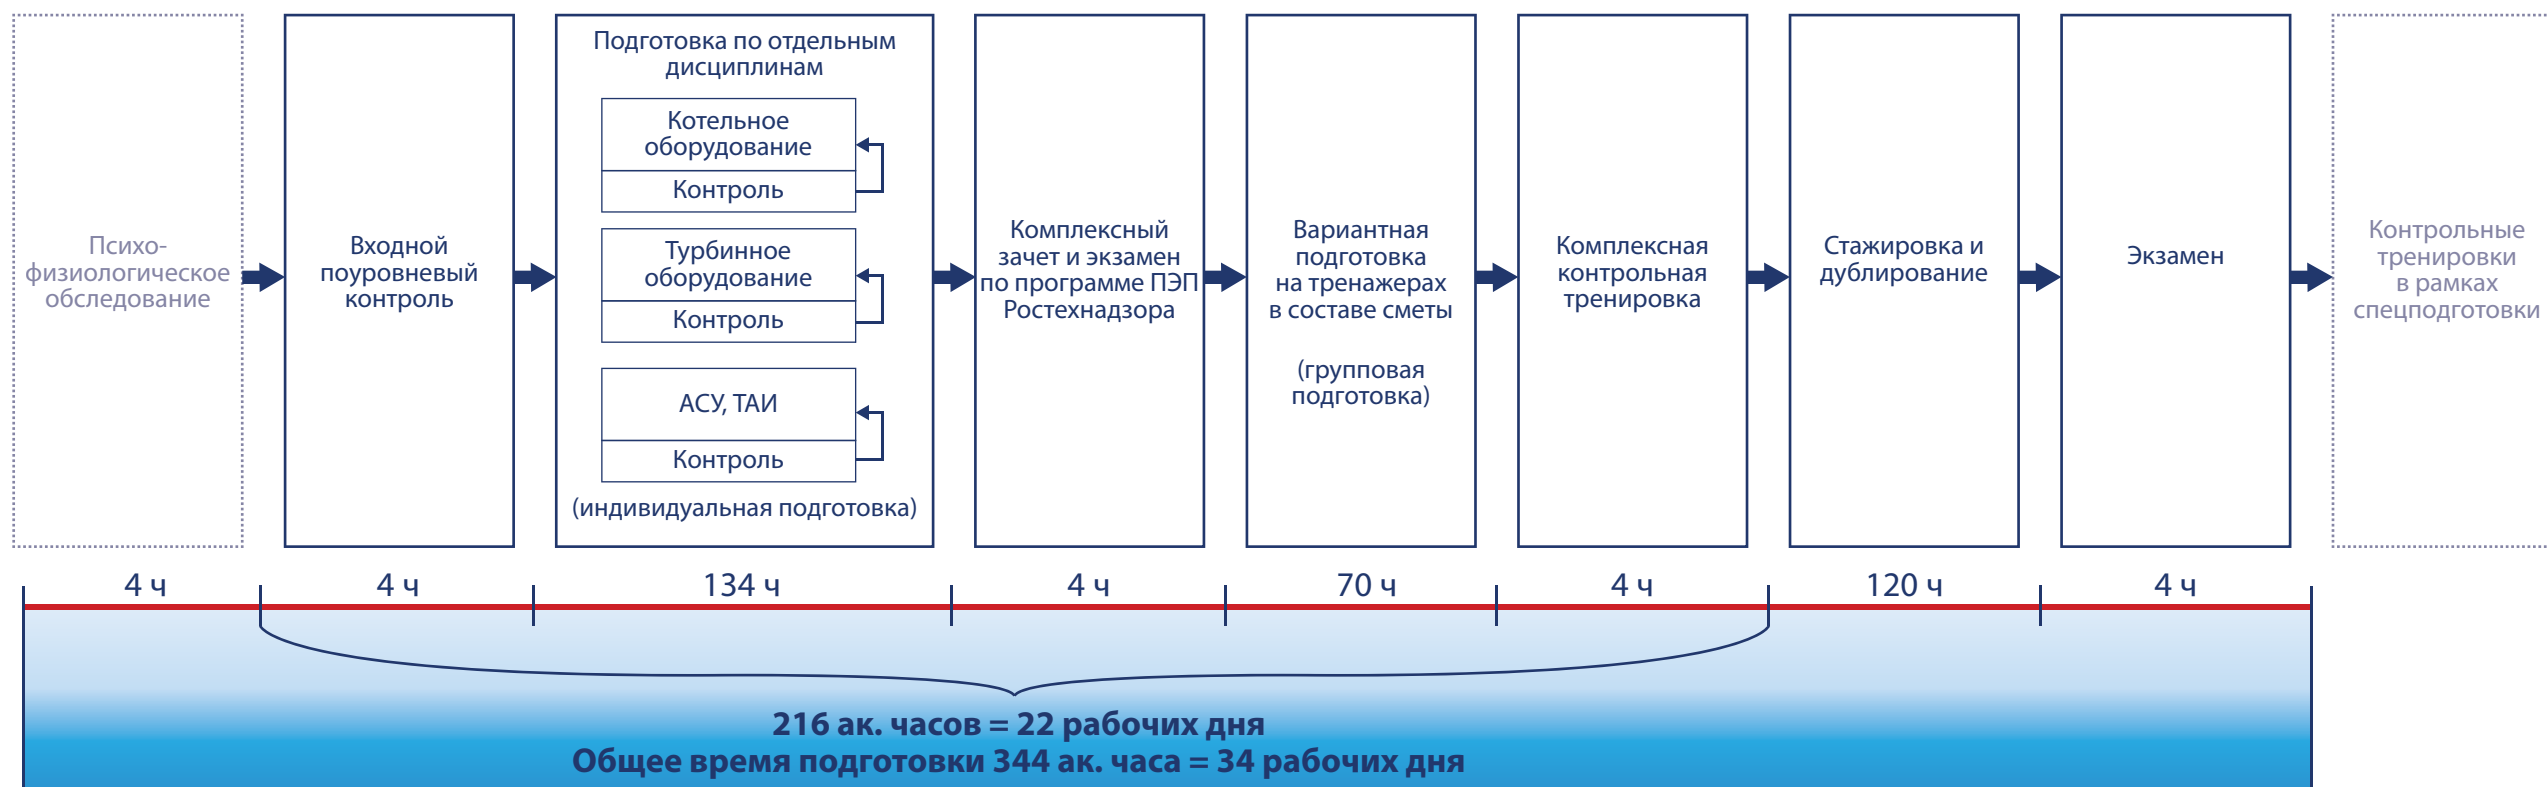 Психо-
физиологическое
обследование
Входной
поуровневый
контроль
Подготовка по отдельным
дисциплинам
Котельное
оборудование
Контроль
Турбинное
оборудование
Контроль
АСУ, ТАИ
Контроль
(индивидуальная подготовка)
Комплексный
зачет и экзамен
по программе ПЭП
Ростехнадзора
Вариантная
подготовка
на тренажерах
в составе сметы
(групповая
подготовка)
Комплексная
контрольная
тренировка
Стажировка и
дублирование
Экзамен
Контрольные
тренировки
в рамках
спецподготовки
4 ч
4 ч
134 ч
4 ч
70 ч
4 ч
120 ч
4 ч
216 ак. часов = 22 рабочих дня
Общее время подготовки 344 ак. часа = 34 рабочих дня